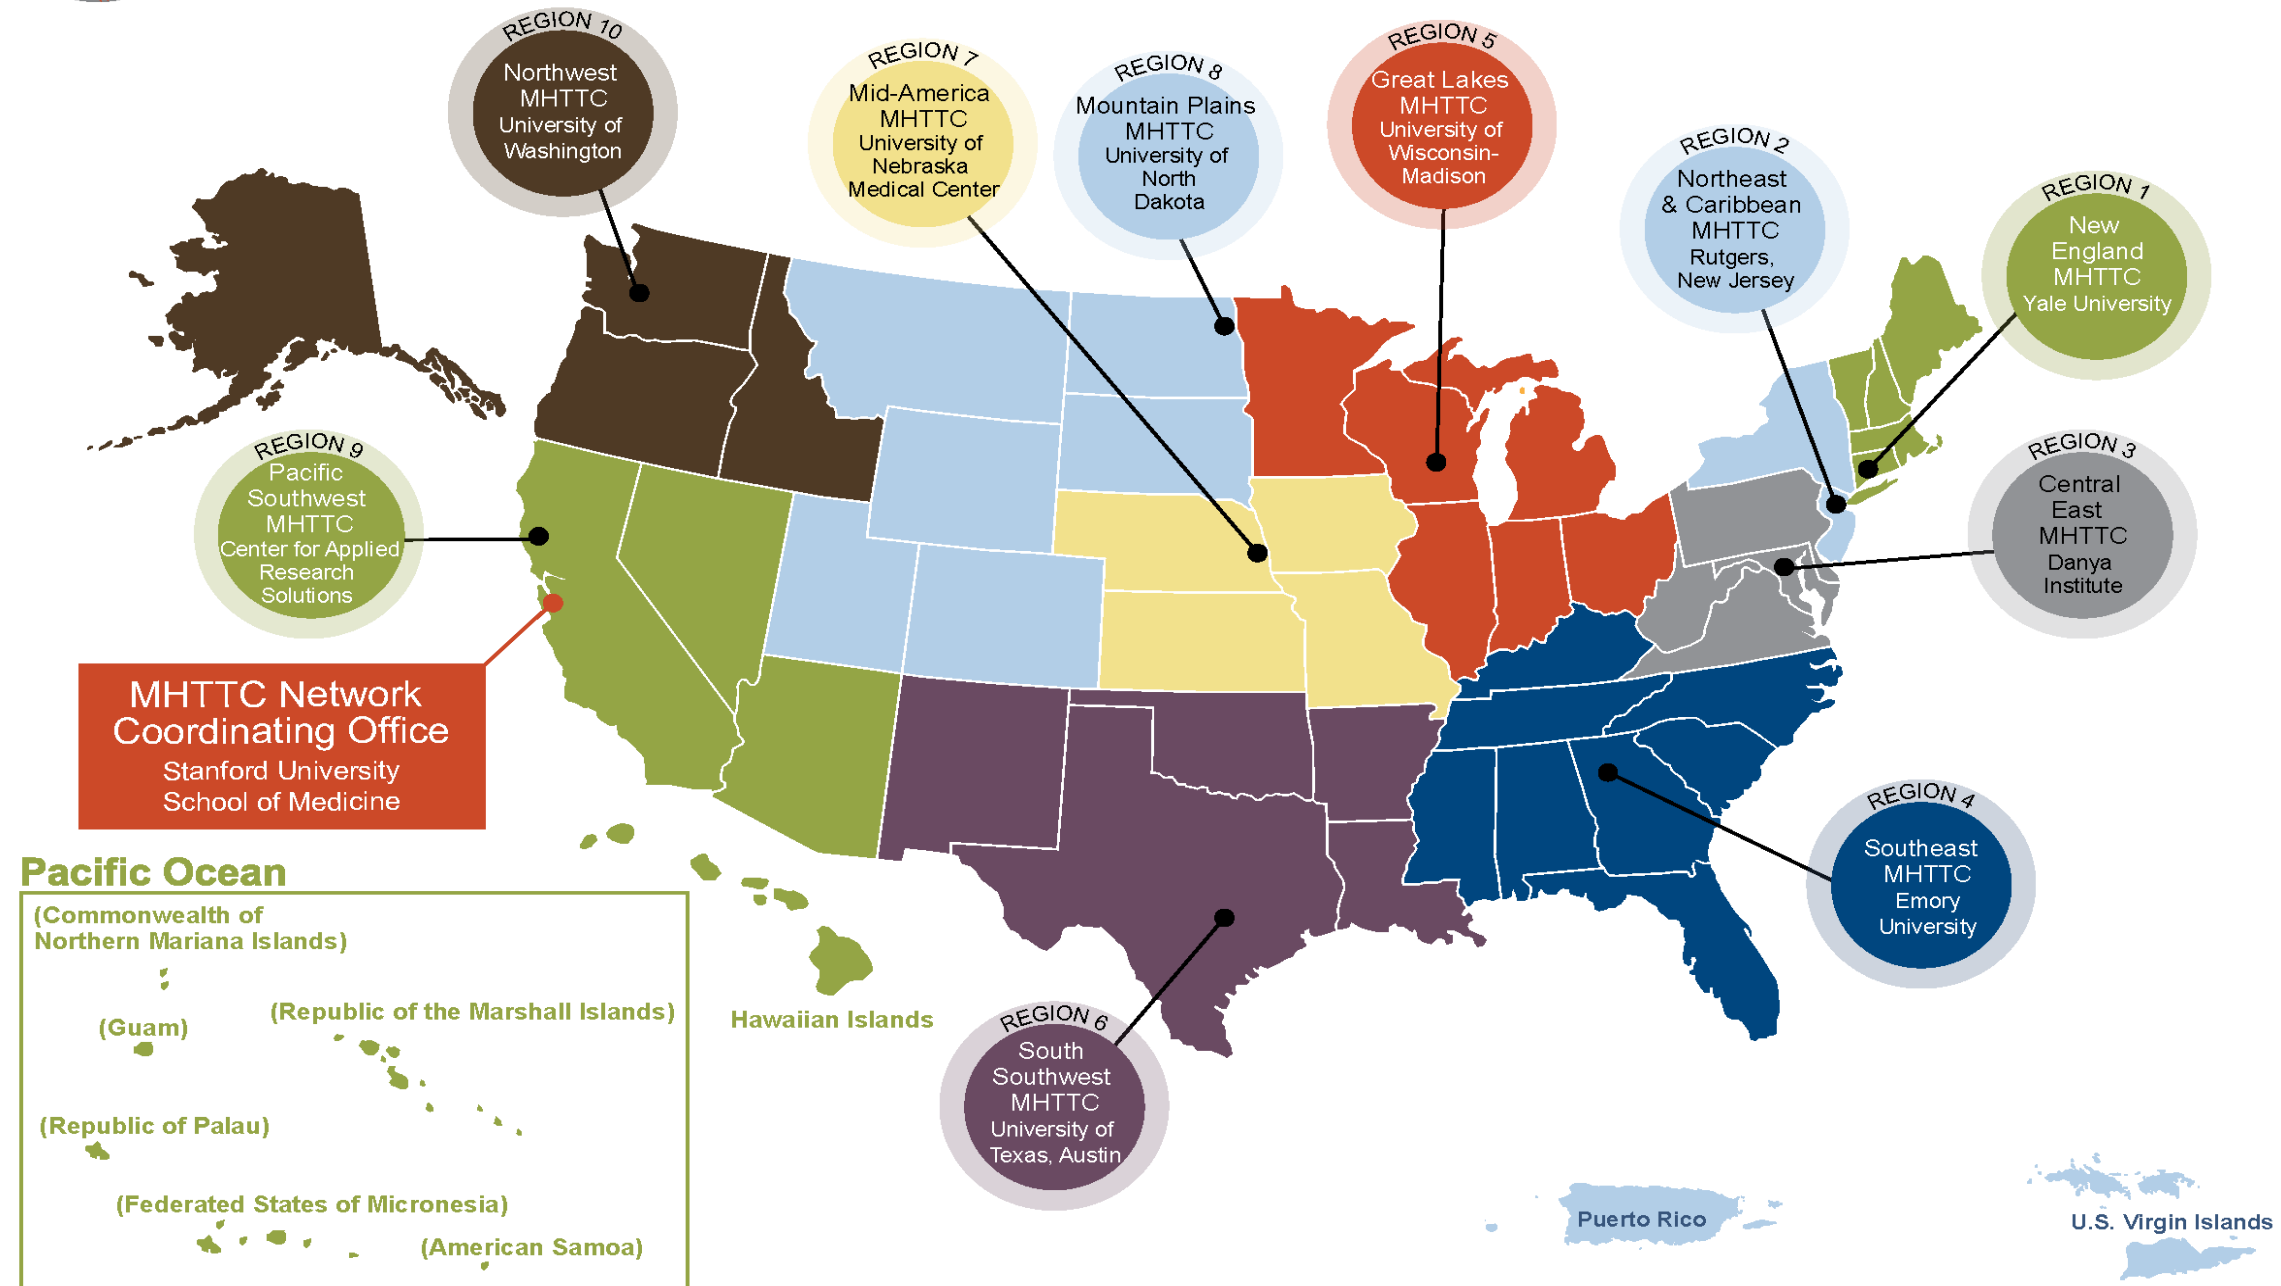 REGION 10
Northwest
MHTTC
University of
Washington
REGION 7
Mid-America
MHTTC
University of
Nebraska
Medical Center
REGION 8
Mountain Plains
MHTTC
University of
North
Dakota
REGION 5
Great Lakes
MHTTC
University of
Wisconsin-
Madison
REGION 2
Northeast
& Caribbean
MHTTC
Rutgers,
New Jersey
REGION 1
New
England
MHTTC
Yale University
REGION 9
Pacific
Southwest
MHTTC
Center for Applied
Research
Solutions
REGION 3
Central
East
MHTTC
Danya
Institute
MHTTC Network
Coordinating Office
Stanford University
School of Medicine
REGION 4
Southeast
MHTTC
Emory
University
Pacific Ocean
(Commonwealth of
Northern Mariana Islands)
(Guam)
(Republic of the Marshall Islands)
Hawaiian Islands
(Republic of Palau)
(Federated States of Micronesia)
(American Samoa)
REGION 6
South
Southwest
MHTTC
University of
Texas, Austin
Puerto Rico
U.S. Virgin Islands